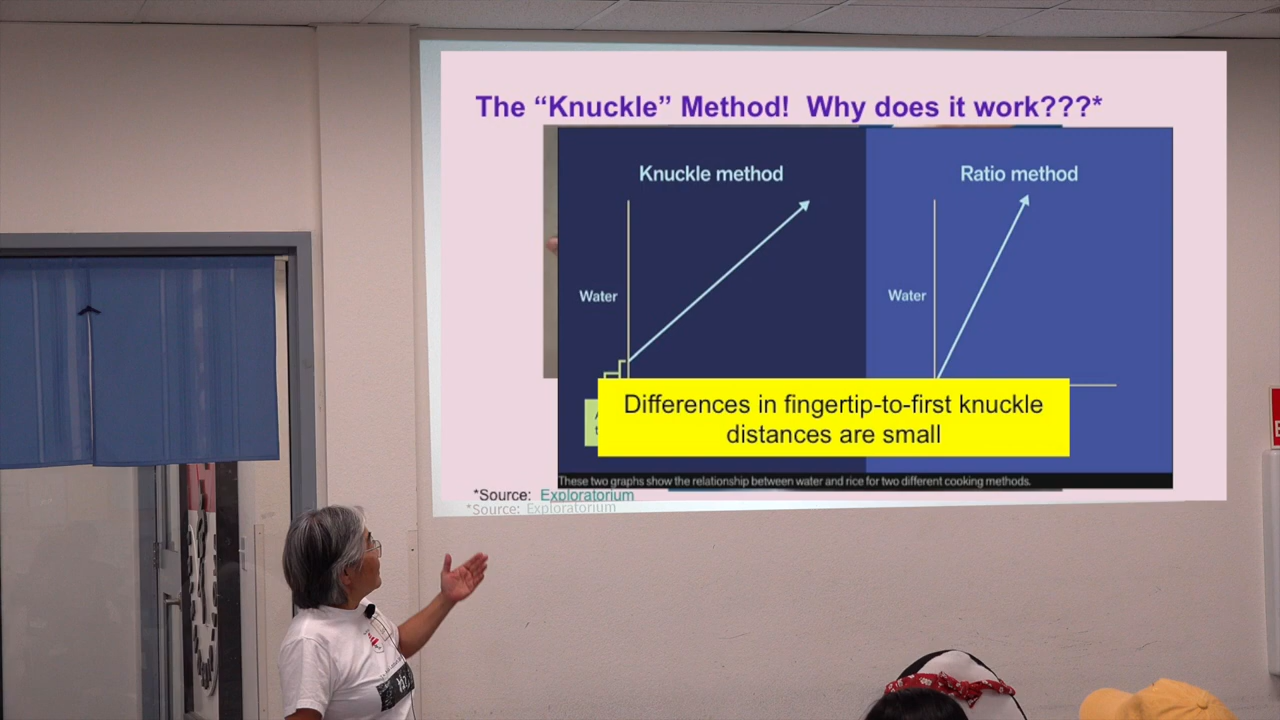 The “Knuckle” Method!  Why does it work???*
Knuckle method
Ratio method
Water
Water
Differences in fingertip-to-first knuckle
distances are small
These two graphs show the relationship between water and rice for two different cooking methods.
*Source:  Exploratorium
*Source:  Exploratorium